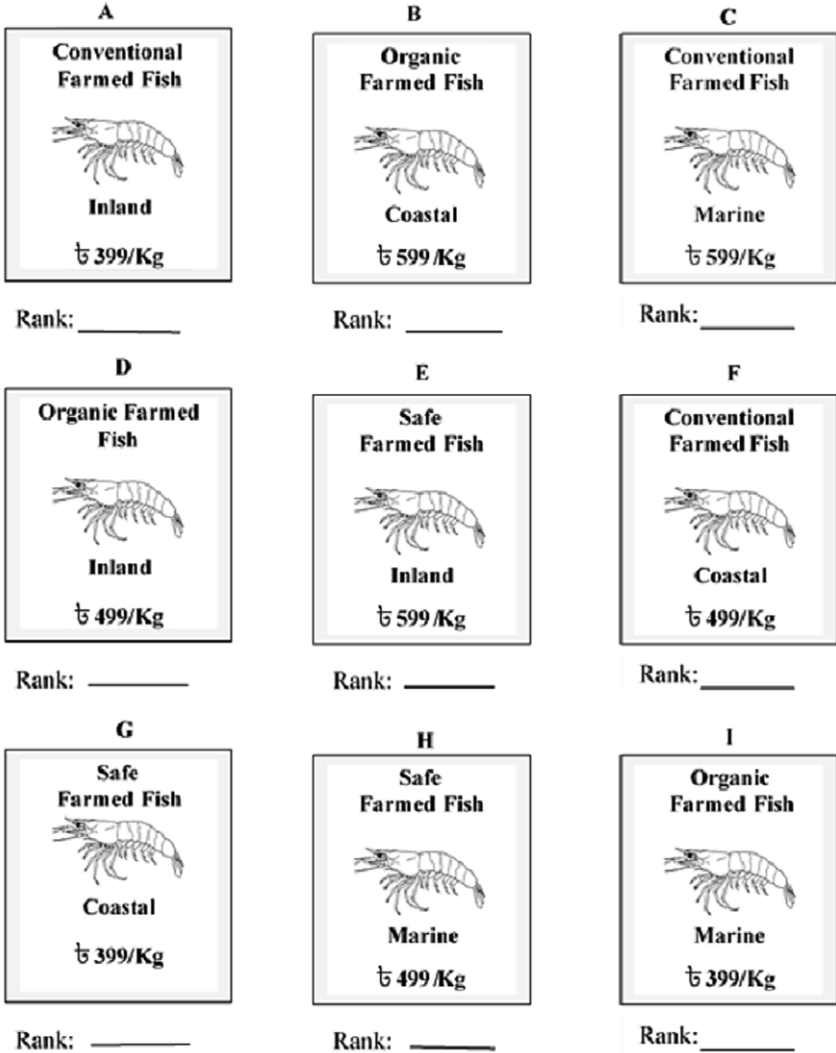 A
Conventional
Farmed Fish
Inland
৳ 399/Kg
Rank:
B
Organic
Farmed Fish
Coastal
৳ 599/Kg
Rank:
C
Conventional
Farmed Fish
Marine
৳ 599/Kg
Rank:
D
Organic Farmed
Fish
Inland
৳ 499/Kg
Rank:
E
Safe
Farmed Fish
Inland
৳ 599/Kg
Rank:
F
Conventional
Farmed Fish
Coastal
৳ 499/Kg
Rank:
G
Safe
Farmed Fish
Coastal
৳ 399/Kg
Rank:
H
Safe
Farmed Fish
Marine
৳ 499/Kg
Rank:
I
Organic
Farmed Fish
Marine
৳ 399/Kg
Rank: